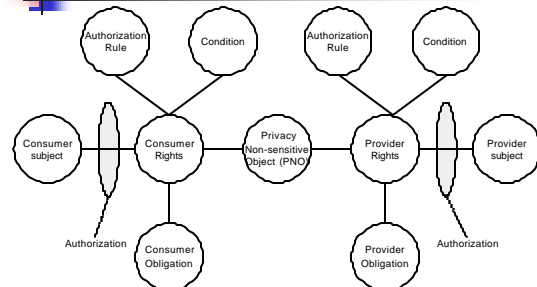 Authorization
Rule
Condition
Authorization
Rule
Condition
Consumer
subject
Consumer
Rights
Privacy
Non-sensitive
Object (PNO)
Provider
Rights
Provider
subject
Authorization
Consumer
Obligation
Provider
Obligation
Authorization